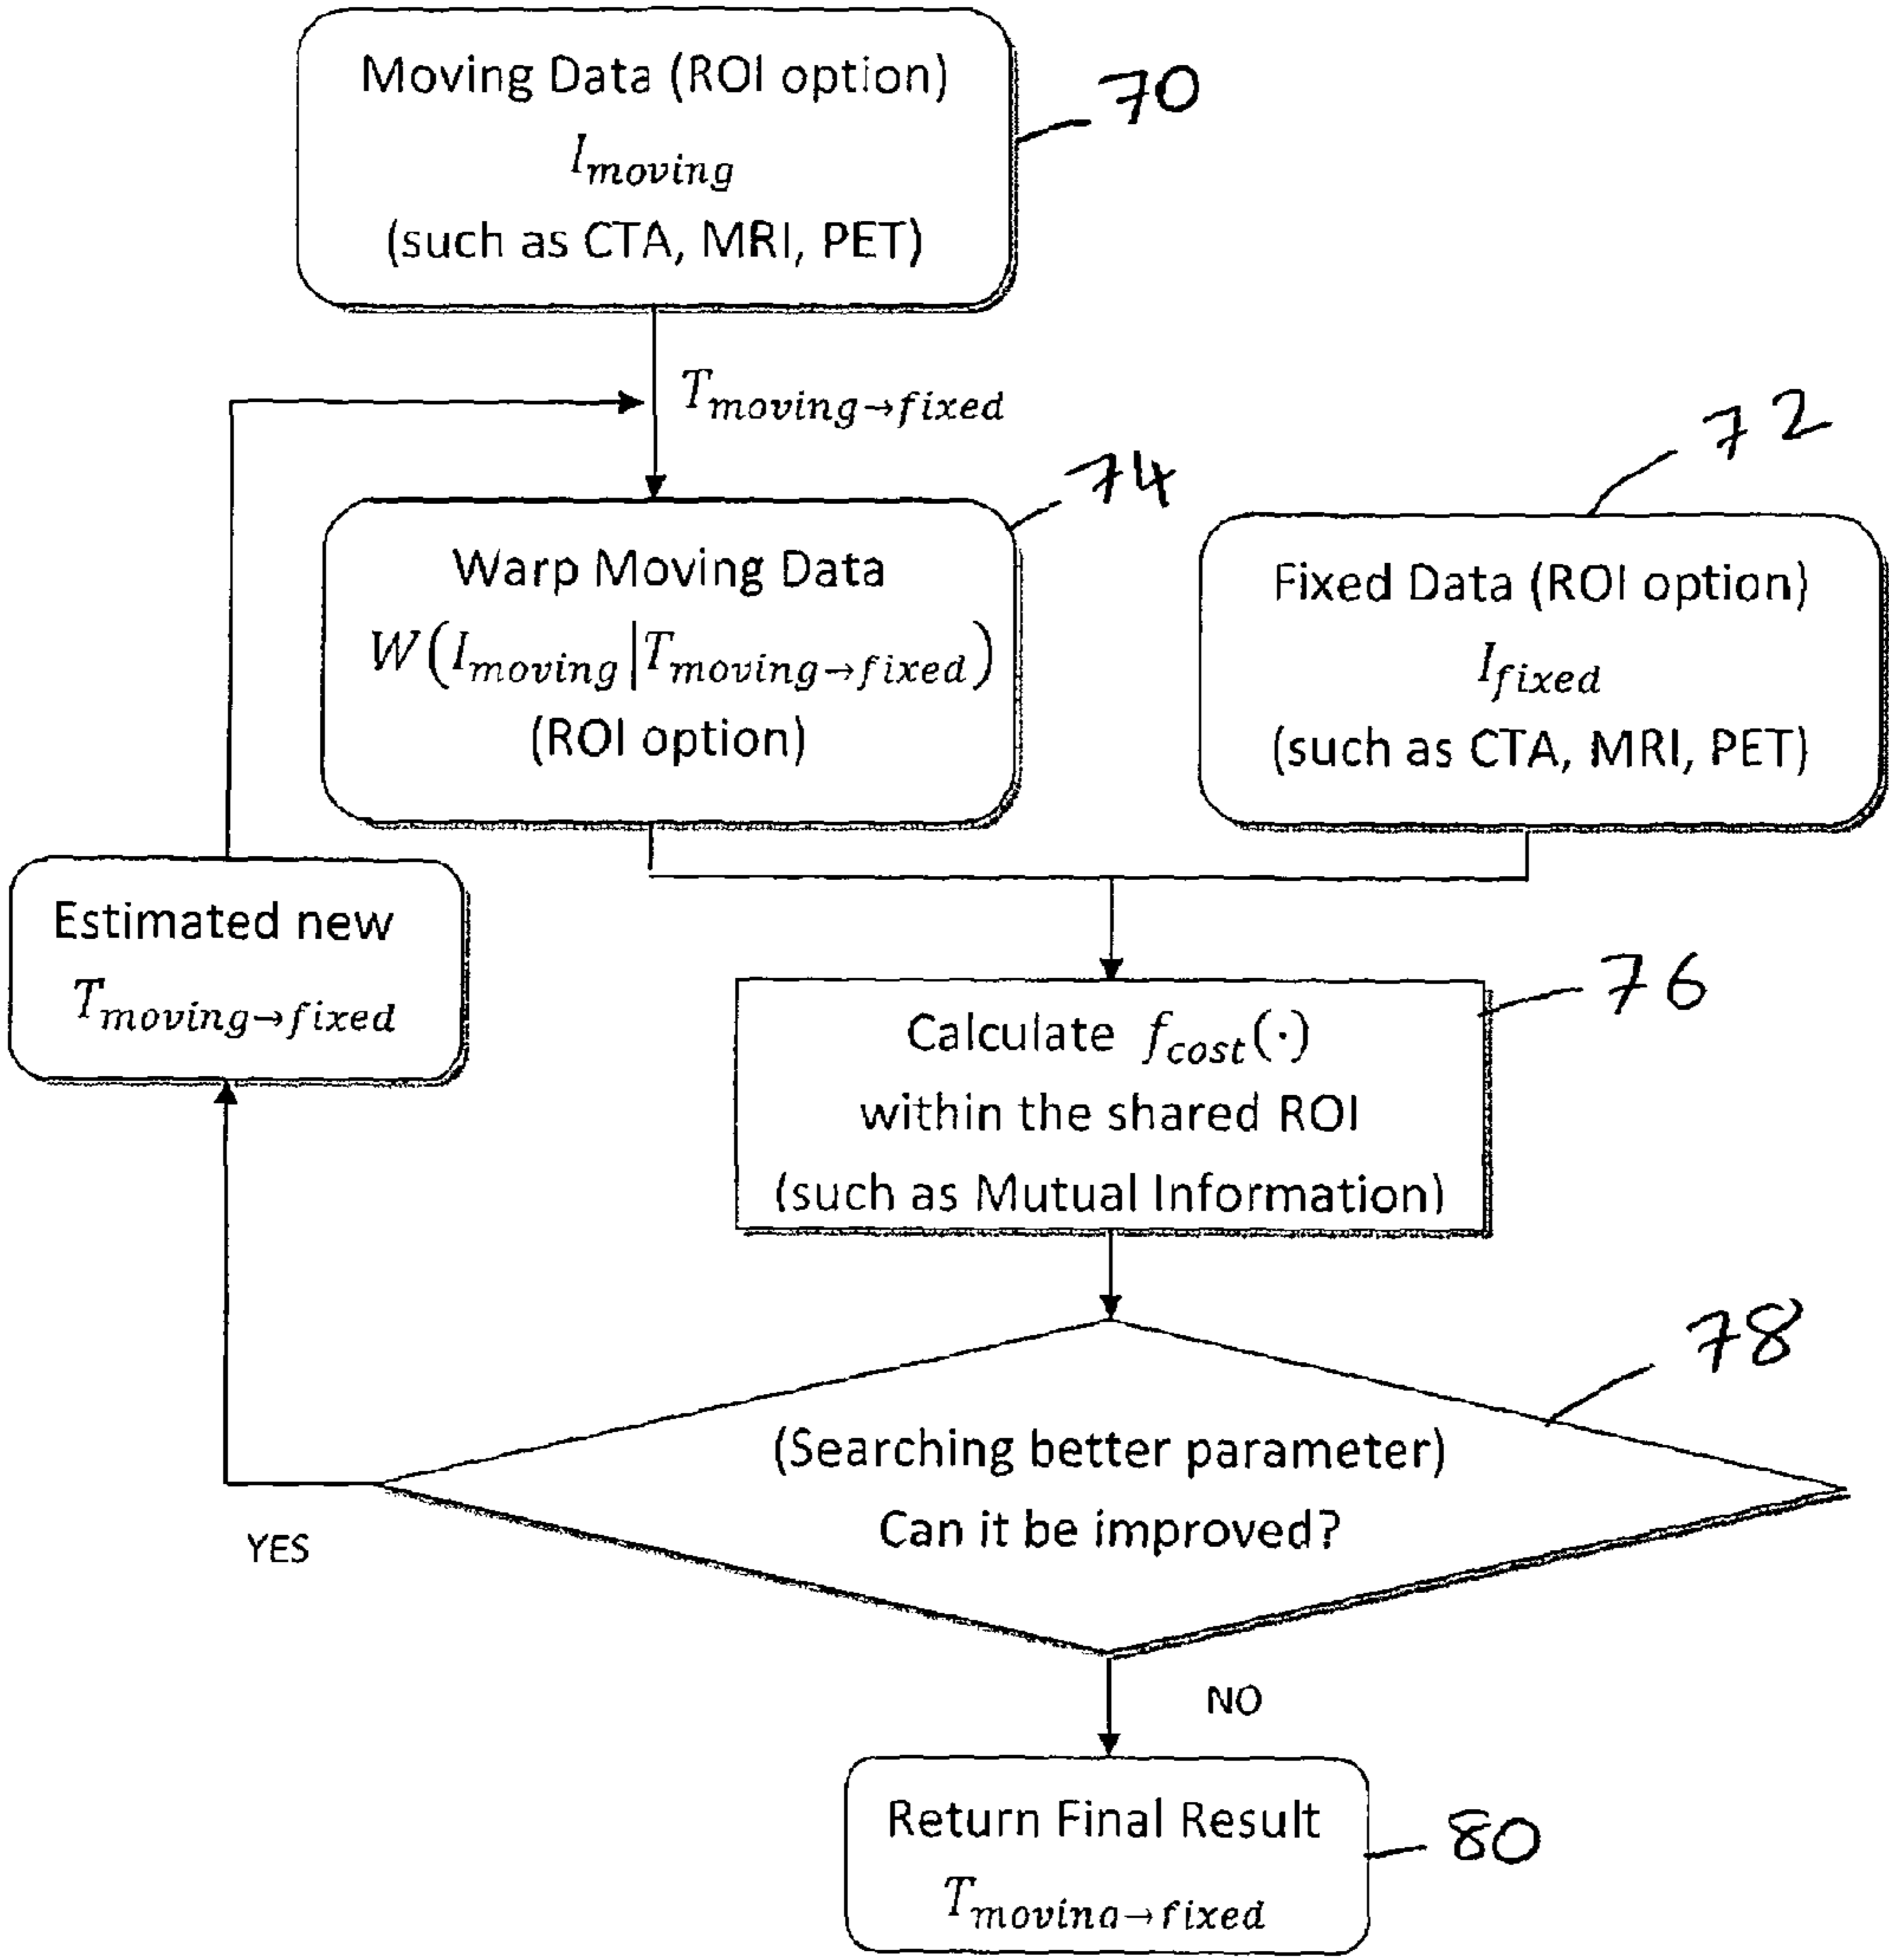 Moving Data (ROI option)
I_moving
(such as CTA, MRI, PET)
70
T_moving→fixed
72
74
Warp Moving Data
W(I_moving|T_moving→fixed)
(ROI option)
Fixed Data (ROI option)
I_fixed
(such as CTA, MRI, PET)
Estimated new
T_moving→fixed
76
Calculate f_cost(·)
within the shared ROI
(such as Mutual Information)
78
(Searching better parameter)
Can it be improved?
YES
NO
Return Final Result
T_moving→fixed
80